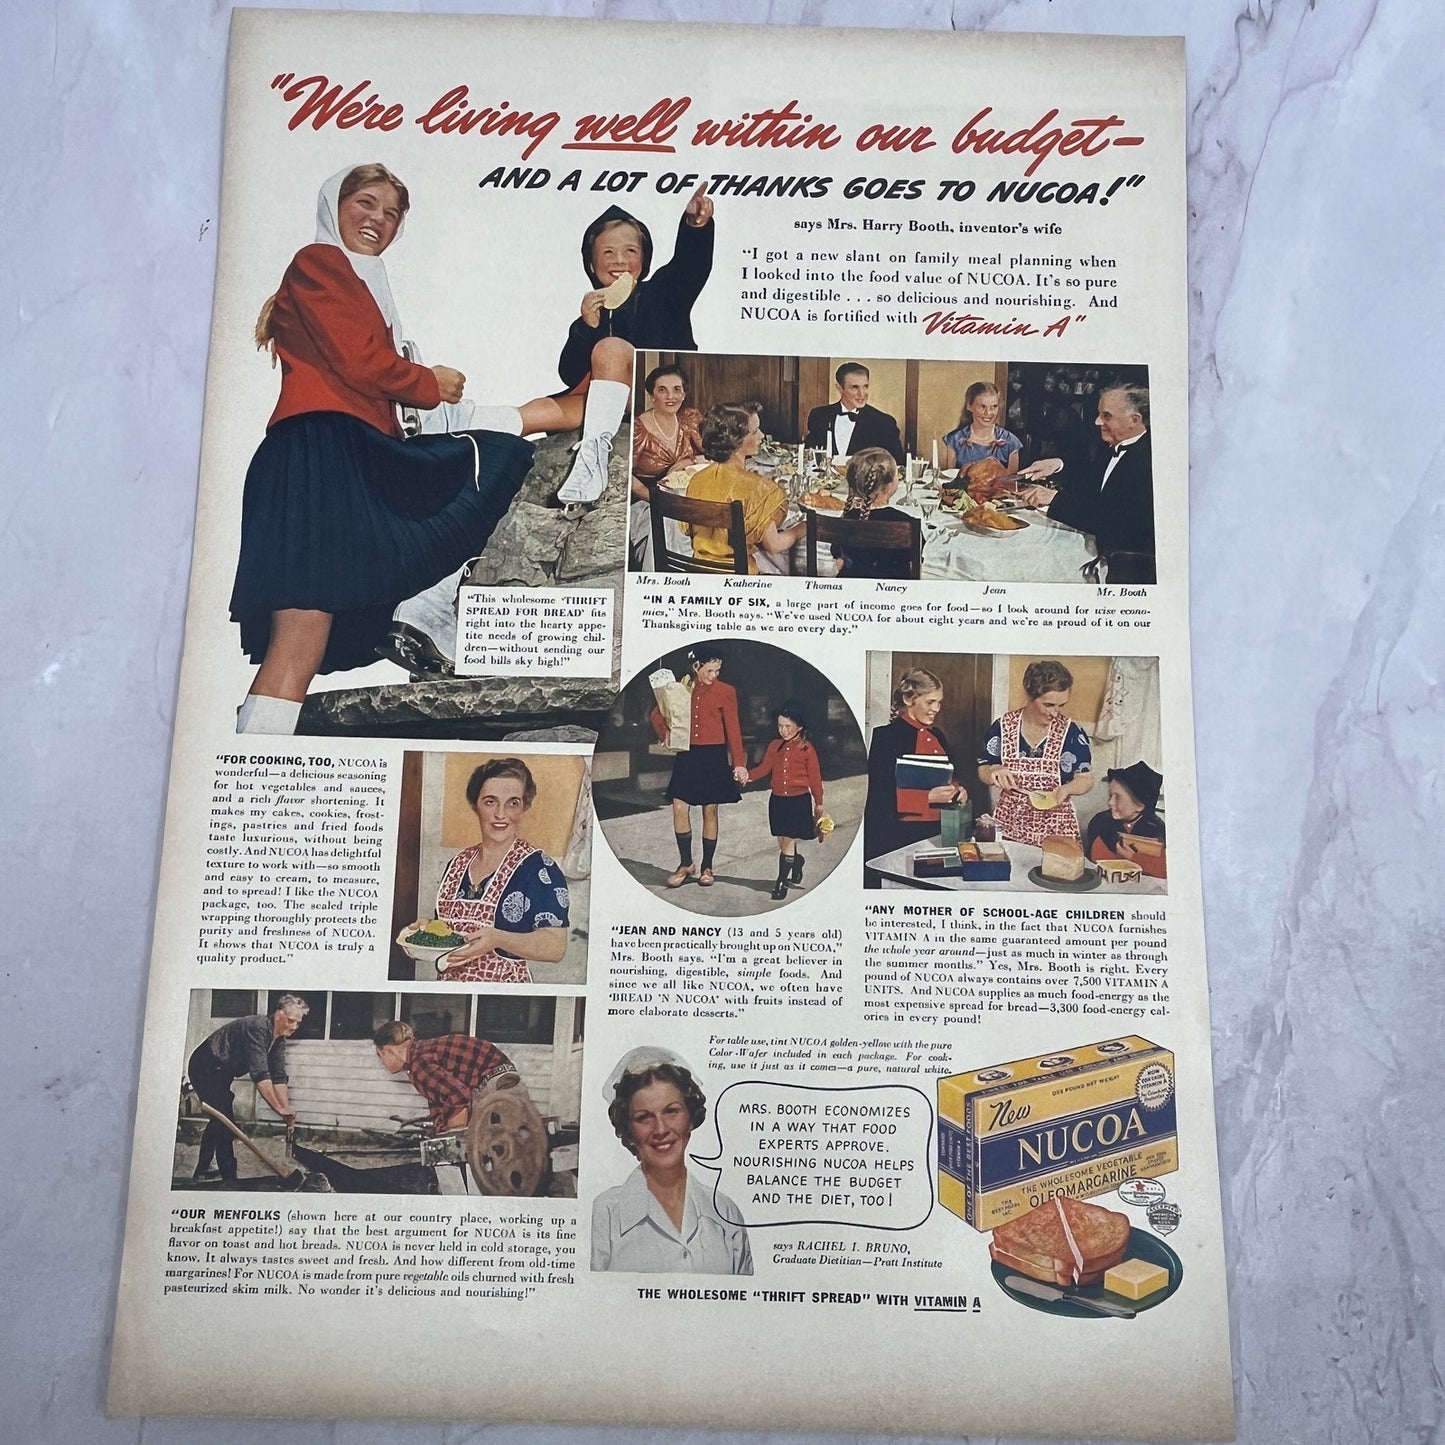 "We're living well within our budget—
AND A LOT OF THANKS GOES TO NUCOA!"
says Mrs. Harry Booth, inventor's wife
"I got a new slant on family meal planning when
I looked into the food value of NUCOA. It's so pure
and digestible . . . so delicious and nourishing. And
NUCOA is fortified with Vitamin A"
Mrs. Booth Katherine Thomas Nancy Jean Mr. Booth
"IN A FAMILY OF SIX, a large part of income goes for food—so I look around for wise econo-
mies," Mrs. Booth says. "We've used NUCOA for about eight years and we're as proud of it on our
Thanksgiving table as we are every day."
"This wholesome 'THRIFT
SPREAD FOR BREAD' fits
right into the hearty appe-
tite needs of growing chil-
dren—without sending our
food bills sky high!"
"FOR COOKING, TOO, NUCOA is
wonderful—a delicious seasoning
for hot vegetables and sauces,
and a rich flavor shortening. It
makes my cakes, cookies, frost-
ings, pastries and fried foods
taste luxurious, without being
costly. And NUCOA has delightful
texture to work with—so smooth
and easy to cream, to measure,
and to spread! I like the NUCOA
package, too. The sealed triple
wrapping thoroughly protects the
purity and freshness of NUCOA.
It shows that NUCOA is truly a
quality product."
"JEAN AND NANCY (13 and 5 years old)
have been practically brought up on NUCOA,"
Mrs. Booth says. "I'm a great believer in
nourishing, digestible, simple foods. And
since we all like NUCOA, we often have
'BREAD 'N NUCOA' with fruits instead of
more elaborate desserts."
"ANY MOTHER OF SCHOOL-AGE CHILDREN should
be interested, I think, in the fact that NUCOA furnishes
VITAMIN A in the same guaranteed amount per pound
the whole year around—just as much in winter as through
the summer months." Yes, Mrs. Booth is right. Every
pound of NUCOA always contains over 7,500 VITAMIN A
UNITS. And NUCOA supplies as much food-energy as the
most expensive spread for bread—3,300 food-energy cal-
ories in every pound!
"OUR MENFOLKS (shown here at our country place, working up a
breakfast appetite!) say that the best argument for NUCOA is its fine
flavor on toast and hot breads. NUCOA is never held in cold storage, you
know. It always tastes sweet and fresh. And how different from old-time
margarines! For NUCOA is made from pure vegetable oils churned with fresh
pasteurized skim milk. No wonder it's delicious and nourishing!"
For table use, tint NUCOA golden-yellow with the pure
Color-Wafer included in each package. For cook-
ing, use it just as it comes—a pure, natural white.
MRS. BOOTH ECONOMIZES
IN A WAY THAT FOOD
EXPERTS APPROVE.
NOURISHING NUCOA HELPS
BALANCE THE BUDGET
AND THE DIET, TOO!
says RACHEL I. BRUNO,
Graduate Dietitian—Pratt Institute
ONE POUND NET WEIGHT
NOW
CONTAINS
VITAMIN A
New
NUCOA
THE WHOLESOME VEGETABLE
OLEOMARGARINE
THE
BEST FOODS
INC.
ACCEPTED
THE WHOLESOME "THRIFT SPREAD" WITH VITAMIN A